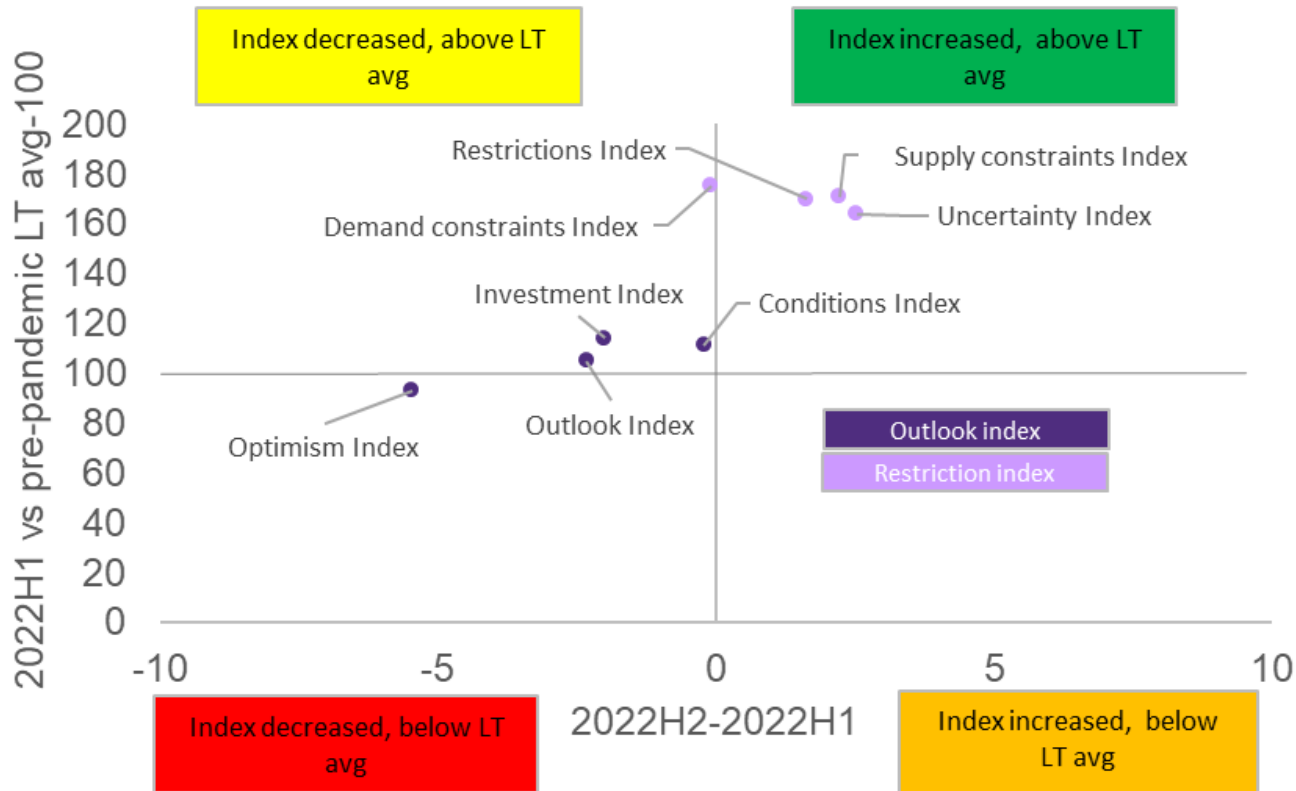 Index decreased, above LT
avg
Index increased, above LT
avg
2022H1 vs pre-pandemic LT avg-100
200
180
160
140
120
100
80
60
40
20
0
Restrictions Index
Supply constraints Index
Demand constraints Index
Uncertainty Index
Investment Index
Conditions Index
Optimism Index
Outlook Index
Outlook index
Restriction index
-10
-5
0
5
10
2022H2-2022H1
Index decreased, below LT
avg
Index increased, below
LT avg